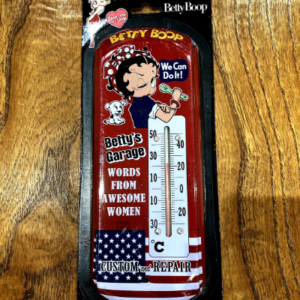 Betty Boop
BETTY BOOP
We Can
Do It!
Betty's
Garage
WORDS
FROM
AWESOME
WOMEN
50
40
30
20
10
0
10
20
30
°C
CUSTOM REPAIR